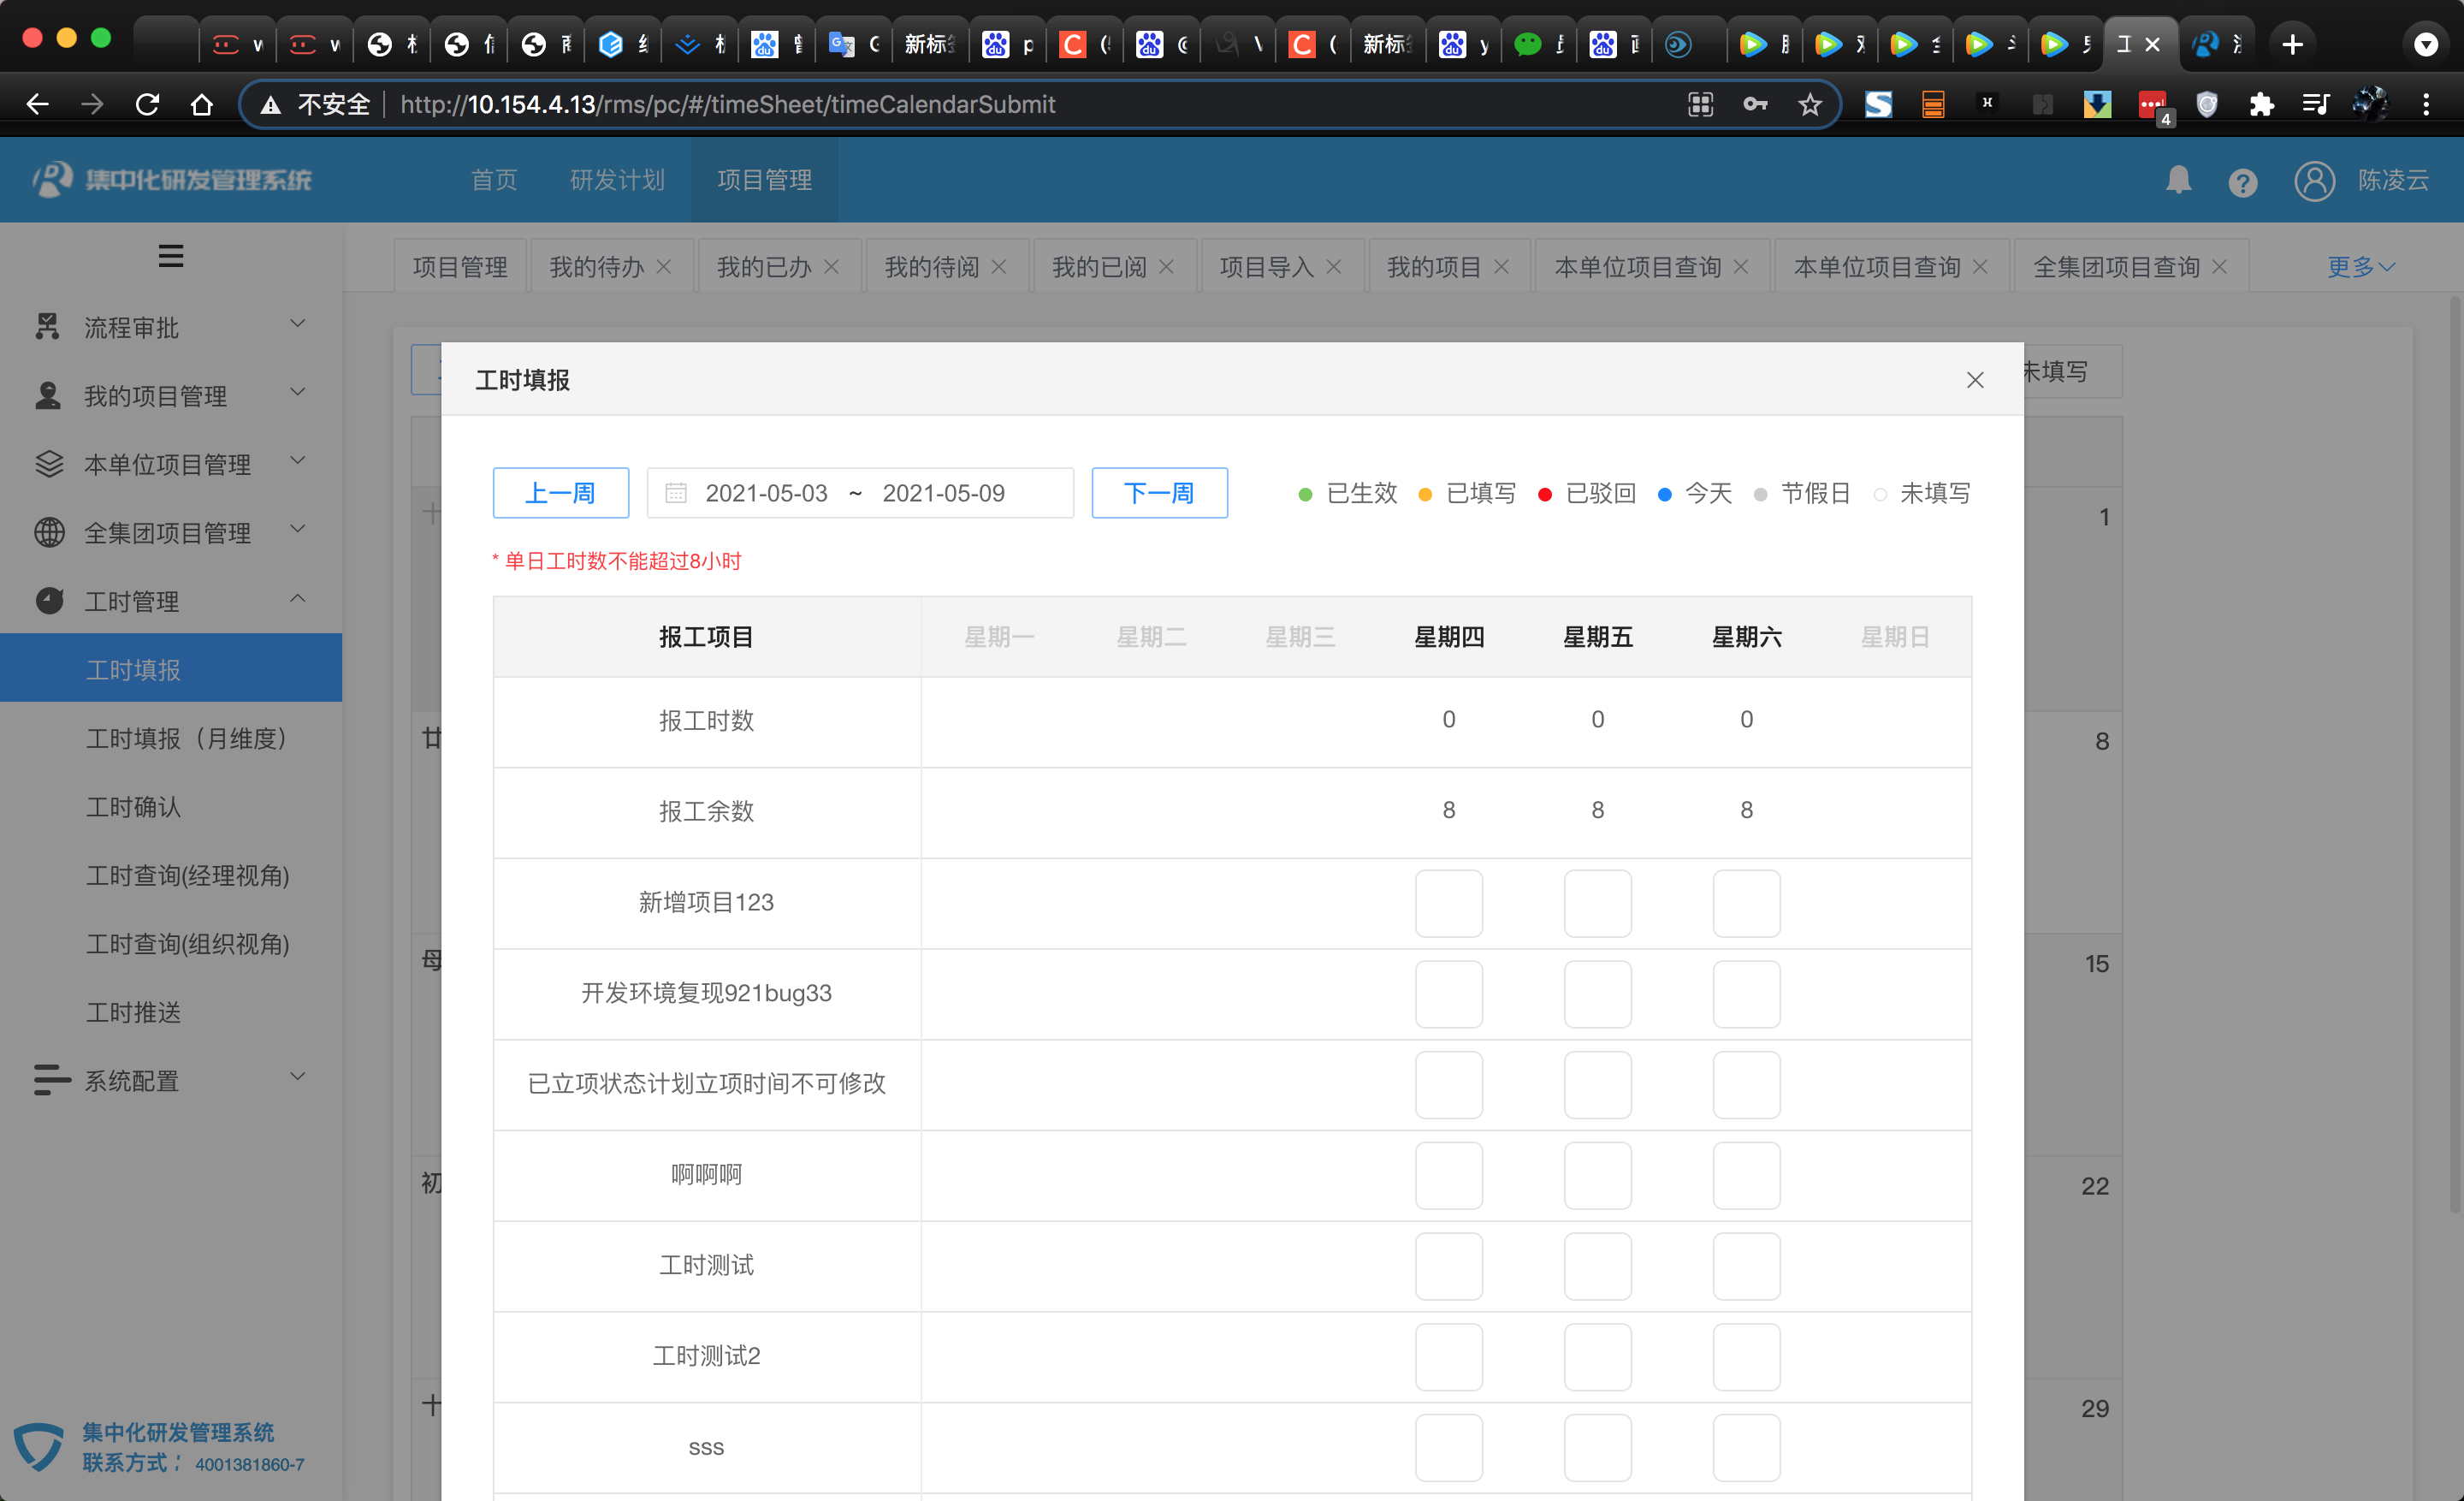 新标
新标
不安全 http://10.154.4.13/rms/pc/#/timeSheet/timeCalendarSubmit
4
集中化研发管理系统
首页 研发计划 项目管理
陈凌云
项目管理 我的待办 我的已办 我的待阅 我的已阅 项目导入 我的项目 本单位项目查询 本单位项目查询 全集团项目查询 更多
流程审批
我的项目管理
本单位项目管理
全集团项目管理
工时管理
工时填报
工时填报（月维度）
工时确认
工时查询(经理视角)
工时查询(组织视角)
工时推送
系统配置
集中化研发管理系统
联系方式： 4001381860-7
未填写
1
廿
8
母
15
初
22
十
29
工时填报
上一周 2021-05-03 ~ 2021-05-09 下一周 已生效 已填写 已驳回 今天 节假日 未填写
* 单日工时数不能超过8小时
报工项目 星期一 星期二 星期三 星期四 星期五 星期六 星期日
报工时数 0 0 0
报工余数 8 8 8
新增项目123
开发环境复现921bug33
已立项状态计划立项时间不可修改
啊啊啊
工时测试
工时测试2
sss